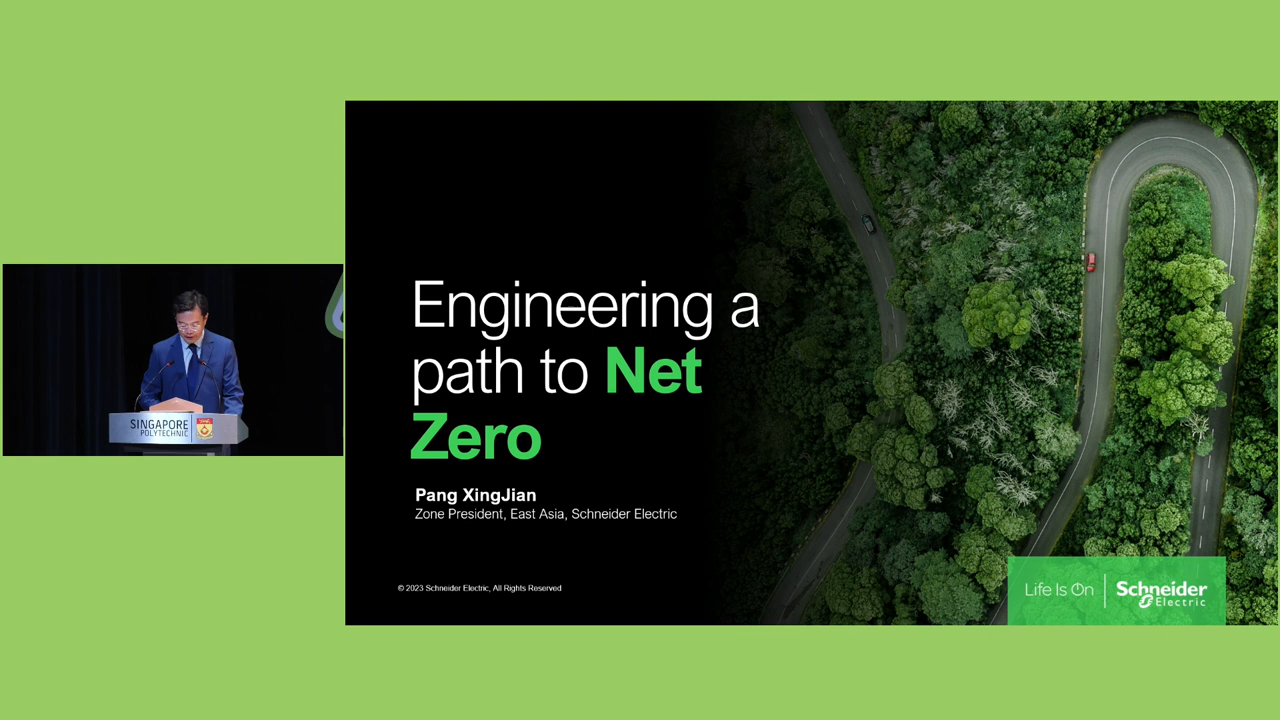 SINGAPORE
POLYTECHNIC
Engineering a
path to Net
Zero
Pang XingJian
Zone President, East Asia, Schneider Electric
© 2023 Schneider Electric, All Rights Reserved
Life Is On
Schneider
Electric